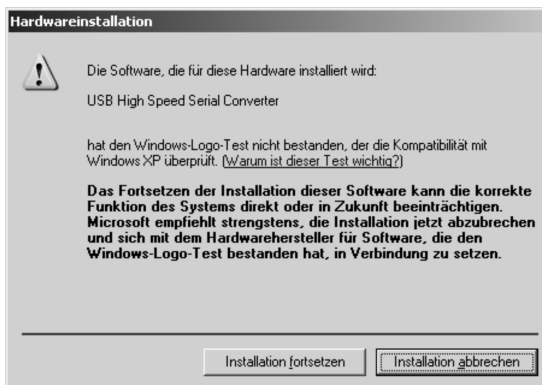 Hardwareinstallation
Die Software, die für diese Hardware installiert wird:
USB High Speed Serial Converter
hat den Windows-Logo-Test nicht bestanden, der die Kompatibilität mit
Windows XP überprüft. (Warum ist dieser Test wichtig?)
Das Fortsetzen der Installation dieser Software kann die korrekte
Funktion des Systems direkt oder in Zukunft beeinträchtigen.
Microsoft empfiehlt strengstens, die Installation jetzt abzubrechen
und sich mit dem Hardwarehersteller für Software, die den
Windows-Logo-Test bestanden hat, in Verbindung zu setzen.
Installation fortsetzen Installation abbrechen